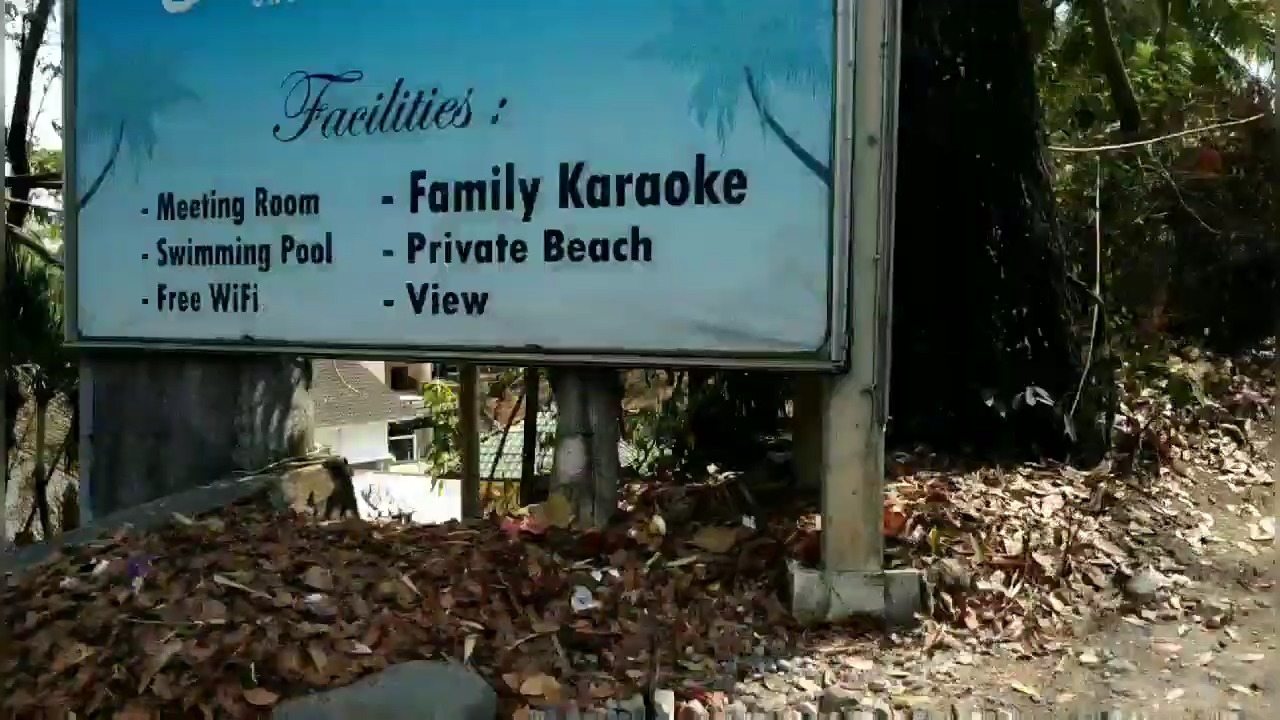 Facilities :
- Meeting Room
- Swimming Pool
- Free WiFi
- Family Karaoke
- Private Beach
- View